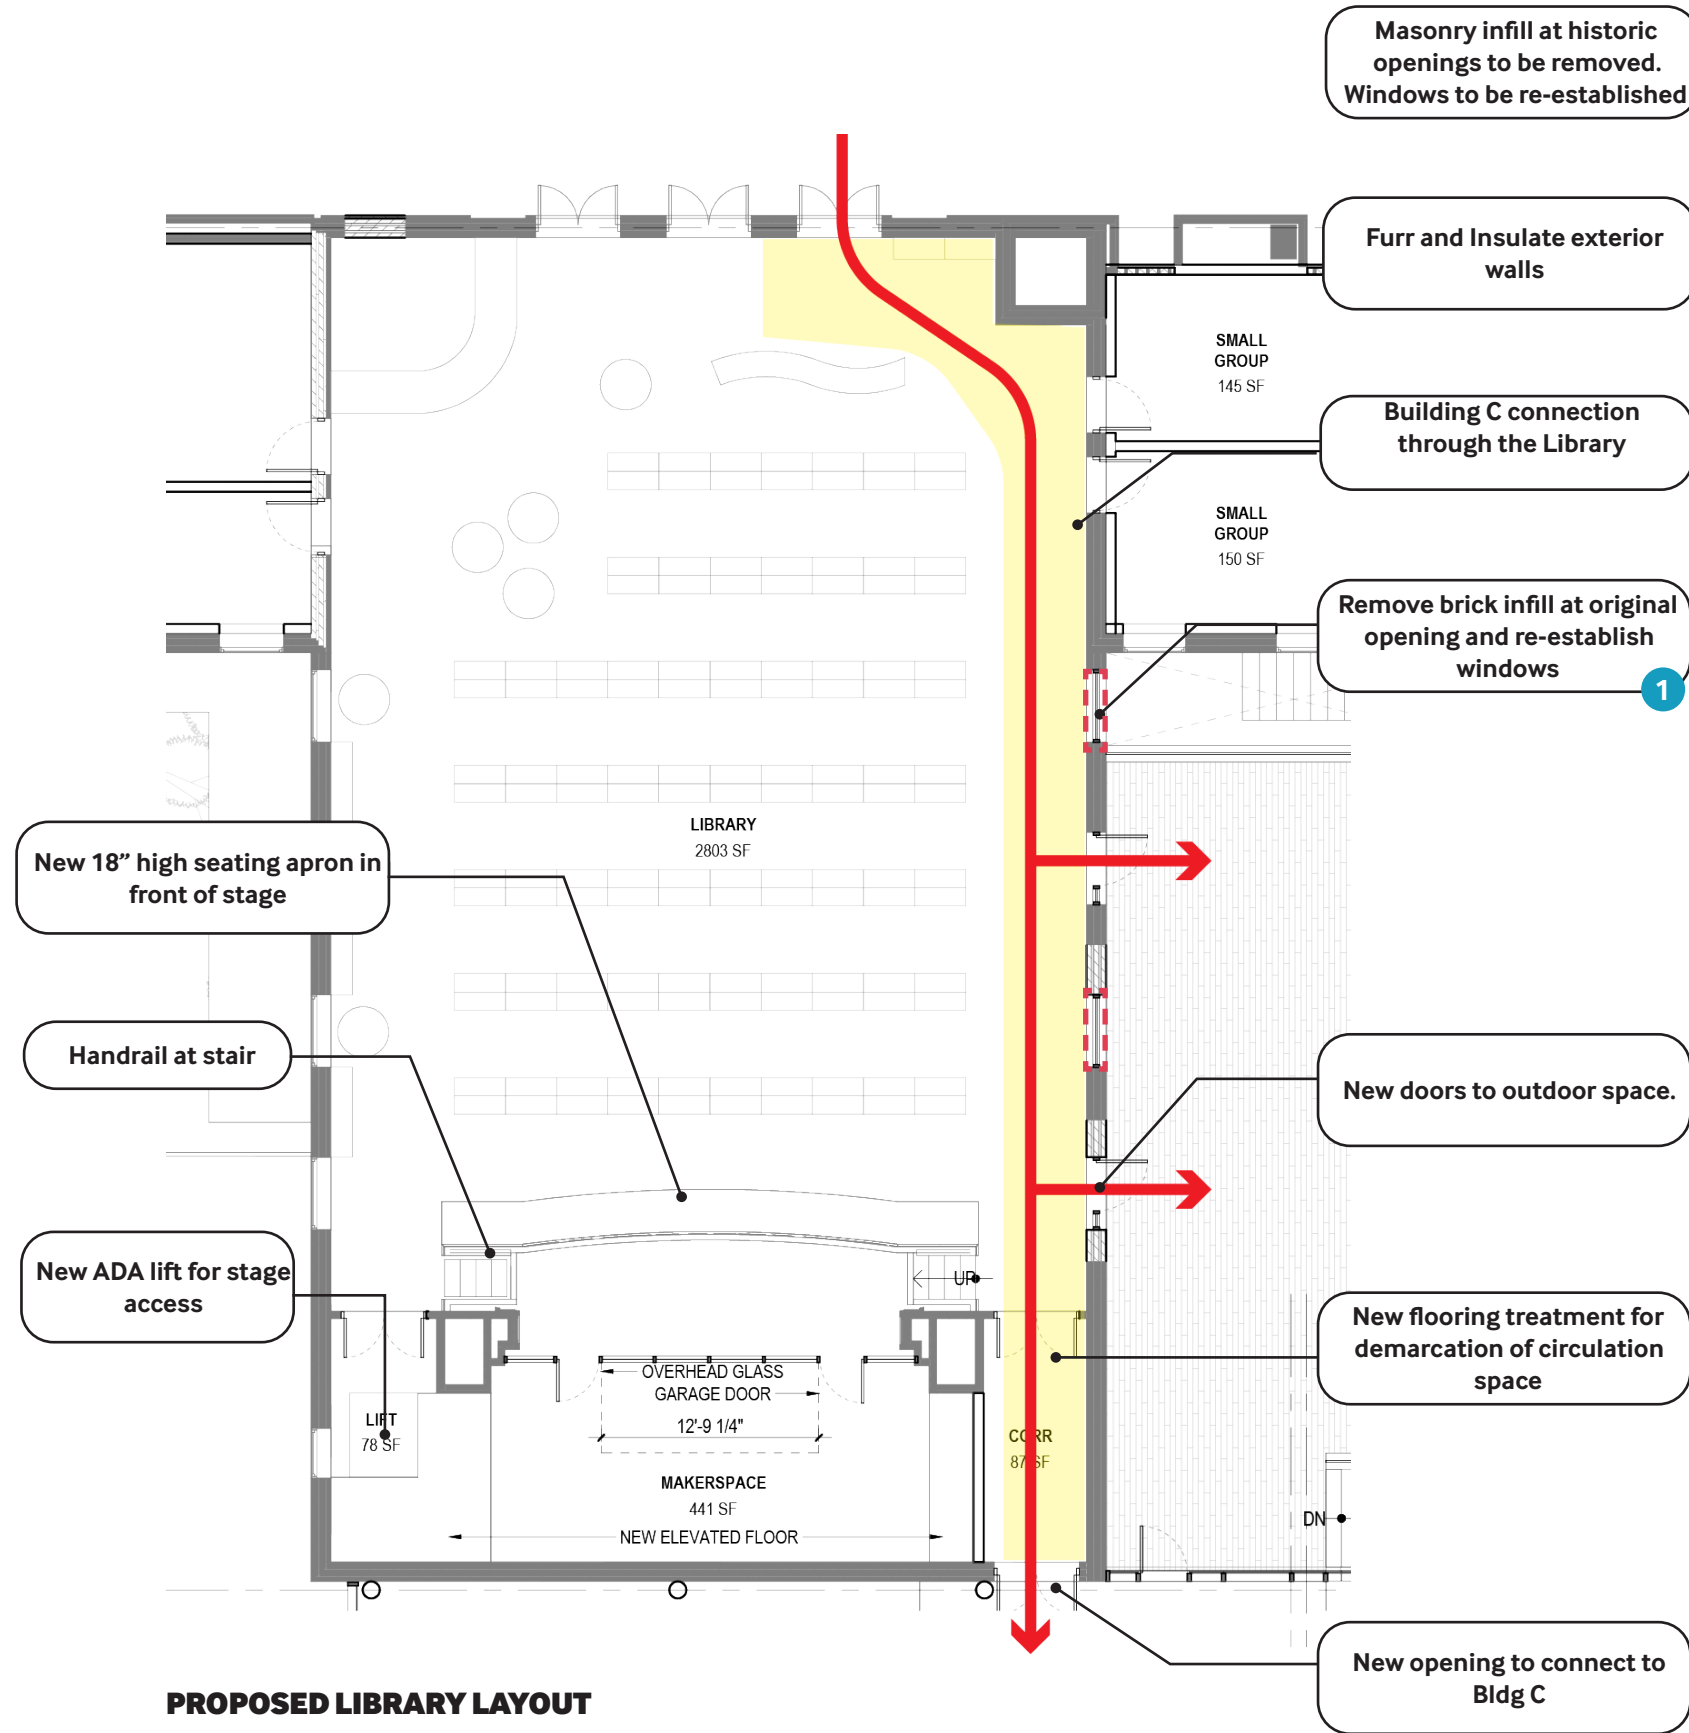 Masonry infill at historic
openings to be removed.
Windows to be re-established
Furr and Insulate exterior
walls
SMALL
GROUP
145 SF
Building C connection
through the Library
SMALL
GROUP
150 SF
Remove brick infill at original
opening and re-establish
windows
1
LIBRARY
2803 SF
New 18” high seating apron in
front of stage
Handrail at stair
New doors to outdoor space.
New ADA lift for stage
access
UP
New flooring treatment for
demarcation of circulation
space
OVERHEAD GLASS
GARAGE DOOR
12'-9 1/4"
LIFT
78 SF
CORR
87 SF
MAKERSPACE
441 SF
NEW ELEVATED FLOOR
DN
New opening to connect to
Bldg C
PROPOSED LIBRARY LAYOUT